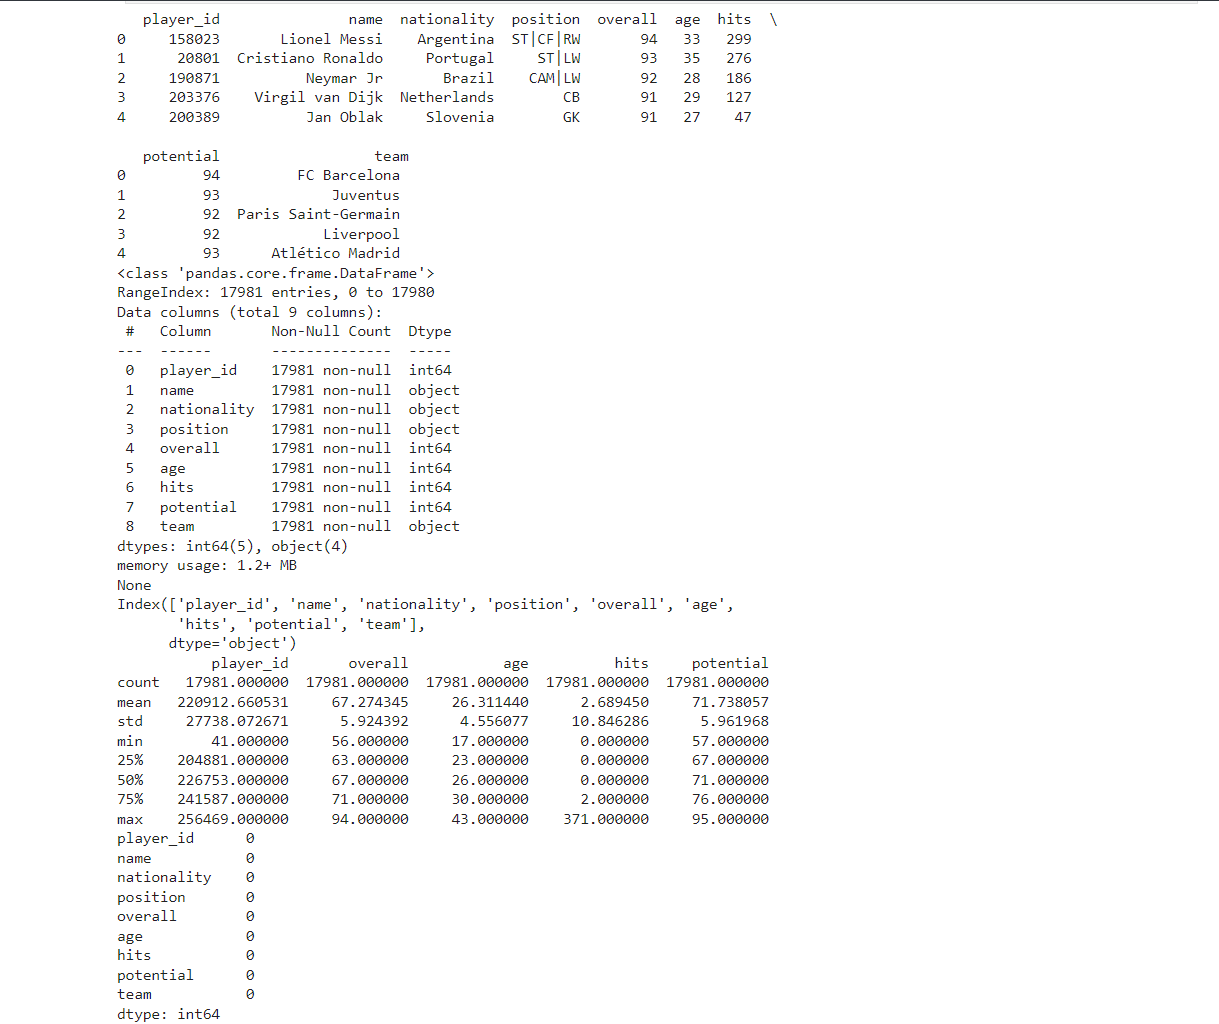 player_id               name  nationality  position  overall  age  hits  \
0     158023       Lionel Messi    Argentina  ST|CF|RW       94   33   299
1      20801  Cristiano Ronaldo     Portugal     ST|LW       93   35   276
2     190871          Neymar Jr       Brazil    CAM|LW       92   28   186
3     203376    Virgil van Dijk  Netherlands        CB       91   29   127
4     200389          Jan Oblak     Slovenia        GK       91   27    47
   potential                  team
0         94          FC Barcelona
1         93              Juventus
2         92   Paris Saint-Germain
3         92             Liverpool
4         93       Atlético Madrid
<class 'pandas.core.frame.DataFrame'>
RangeIndex: 17981 entries, 0 to 17980
Data columns (total 9 columns):
 #   Column       Non-Null Count  Dtype
---  ------       --------------  -----
 0   player_id    17981 non-null  int64
 1   name         17981 non-null  object
 2   nationality  17981 non-null  object
 3   position     17981 non-null  object
 4   overall      17981 non-null  int64
 5   age          17981 non-null  int64
 6   hits         17981 non-null  int64
 7   potential    17981 non-null  int64
 8   team         17981 non-null  object
dtypes: int64(5), object(4)
memory usage: 1.2+ MB
None
Index(['player_id', 'name', 'nationality', 'position', 'overall', 'age',
       'hits', 'potential', 'team'],
      dtype='object')
           player_id       overall           age          hits     potential
count   17981.000000  17981.000000  17981.000000  17981.000000  17981.000000
mean   220912.660531     67.274345     26.311440      2.689450     71.738057
std     27738.072671      5.924392      4.556077     10.846286      5.961968
min        41.000000     56.000000     17.000000      0.000000     57.000000
25%    204881.000000     63.000000     23.000000      0.000000     67.000000
50%    226753.000000     67.000000     26.000000      0.000000     71.000000
75%    241587.000000     71.000000     30.000000      2.000000     76.000000
max    256469.000000     94.000000     43.000000    371.000000     95.000000
player_id      0
name           0
nationality    0
position       0
overall        0
age            0
hits           0
potential      0
team           0
dtype: int64